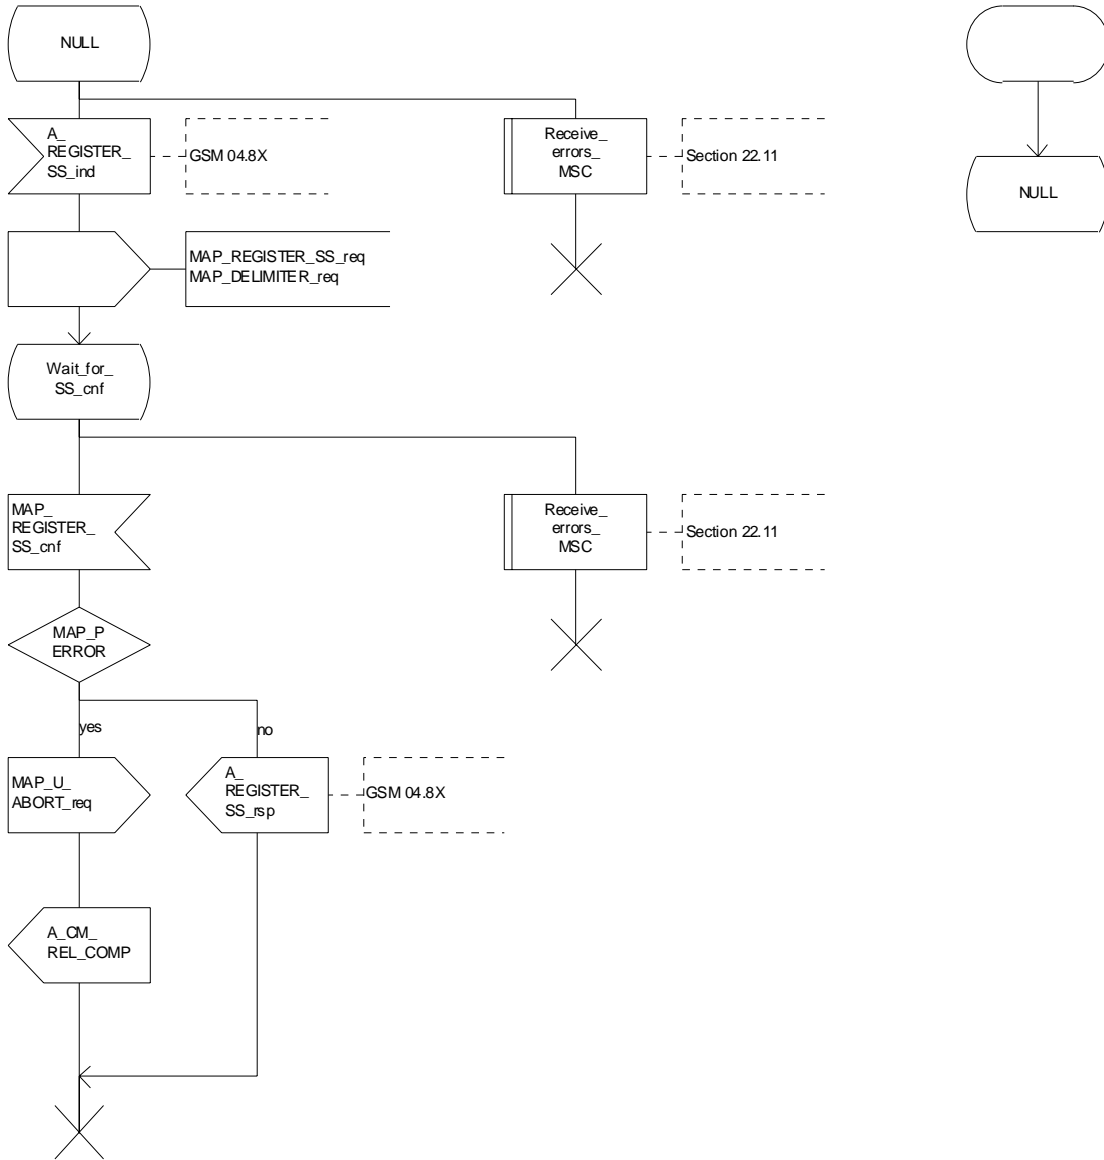 NULL
A_
REGISTER_
SS_ind
GSM 04.8X
Receive_
errors_
MSC
Section 22.11
NULL
MAP_REGISTER_SS_req
MAP_DELIMITER_req
Wait_for_
SS_cnf
MAP_
REGISTER_
SS_cnf
Receive_
errors_
MSC
Section 22.11
MAP_P
ERROR
yes
no
MAP_U_
ABORT_req
A_
REGISTER_
SS_rsp
GSM 04.8X
A_CM_
REL_COMP